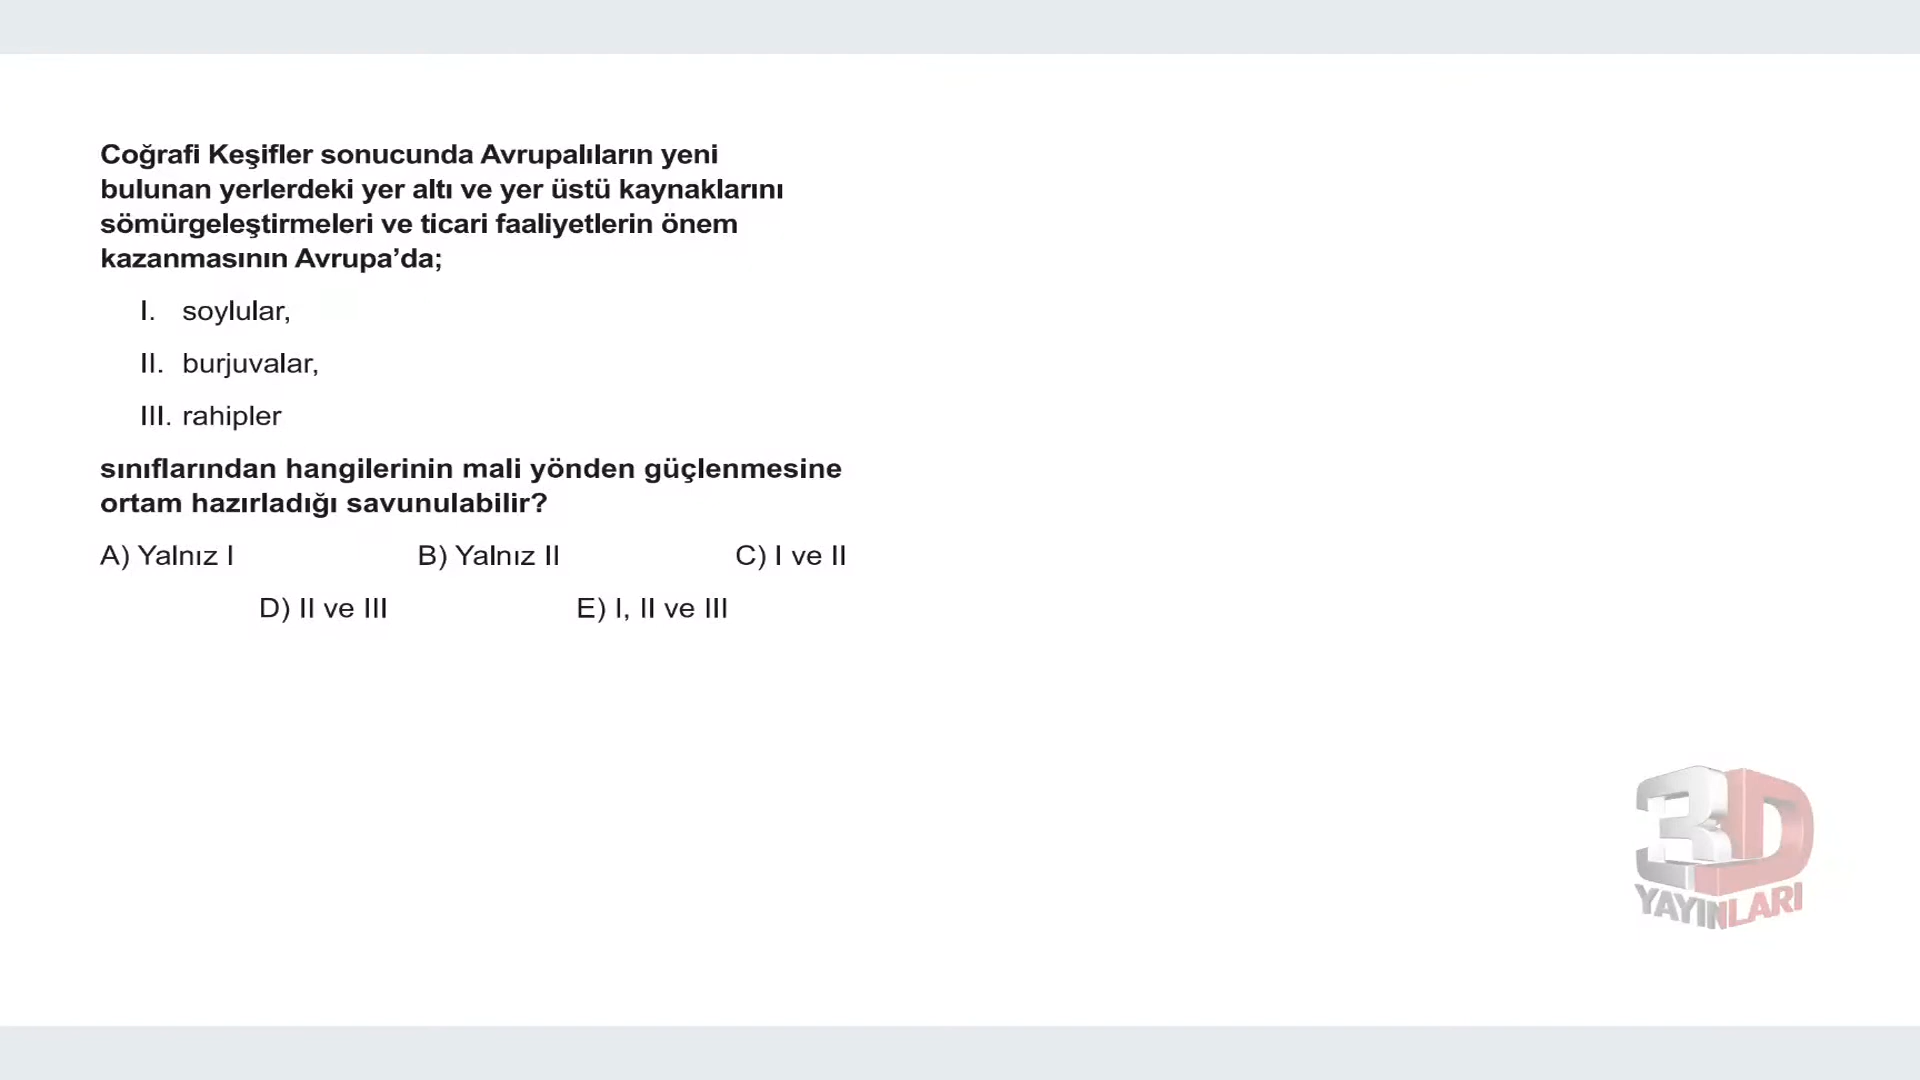 Coğrafi Keşifler sonucunda Avrupalıların yeni
bulunan yerlerdeki yer altı ve yer üstü kaynaklarını
sömürgeleştirmeleri ve ticari faaliyetlerin önem
kazanmasının Avrupa’da;
I. soylular,
II. burjuvalar,
III. rahipler
sınıflarından hangilerinin mali yönden güçlenmesine
ortam hazırladığı savunulabilir?
A) Yalnız I B) Yalnız II C) I ve II
D) II ve III E) I, II ve III
3D
YAYINLARI